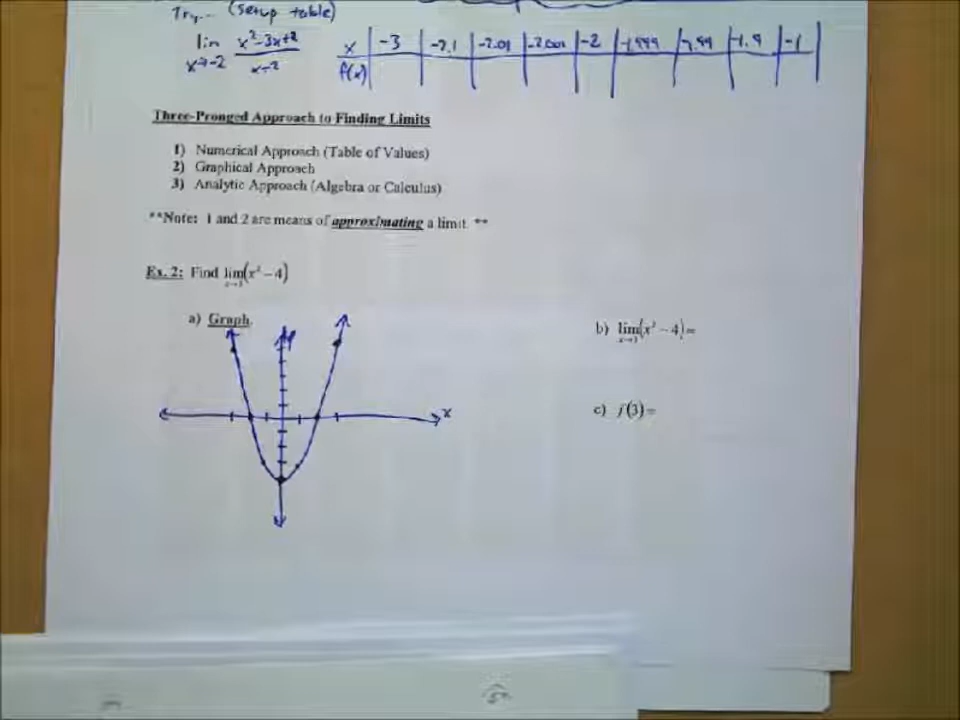 Try... (setup table)
lim x→-2 x²-3x+2 / x-2
x -3 -2.1 -2.01 -2.001 -2 -1.999 -1.99 -1.9 -1
f(x)
Three-Pronged Approach to Finding Limits
1) Numerical Approach (Table of Values)
2) Graphical Approach
3) Analytic Approach (Algebra or Calculus)
**Note: 1 and 2 are means of approximating a limit. **
Ex. 2: Find lim x→3 (x² – 4)
a) Graph.
y
x
b) lim x→3 (x² – 4) =
c) f(3) =